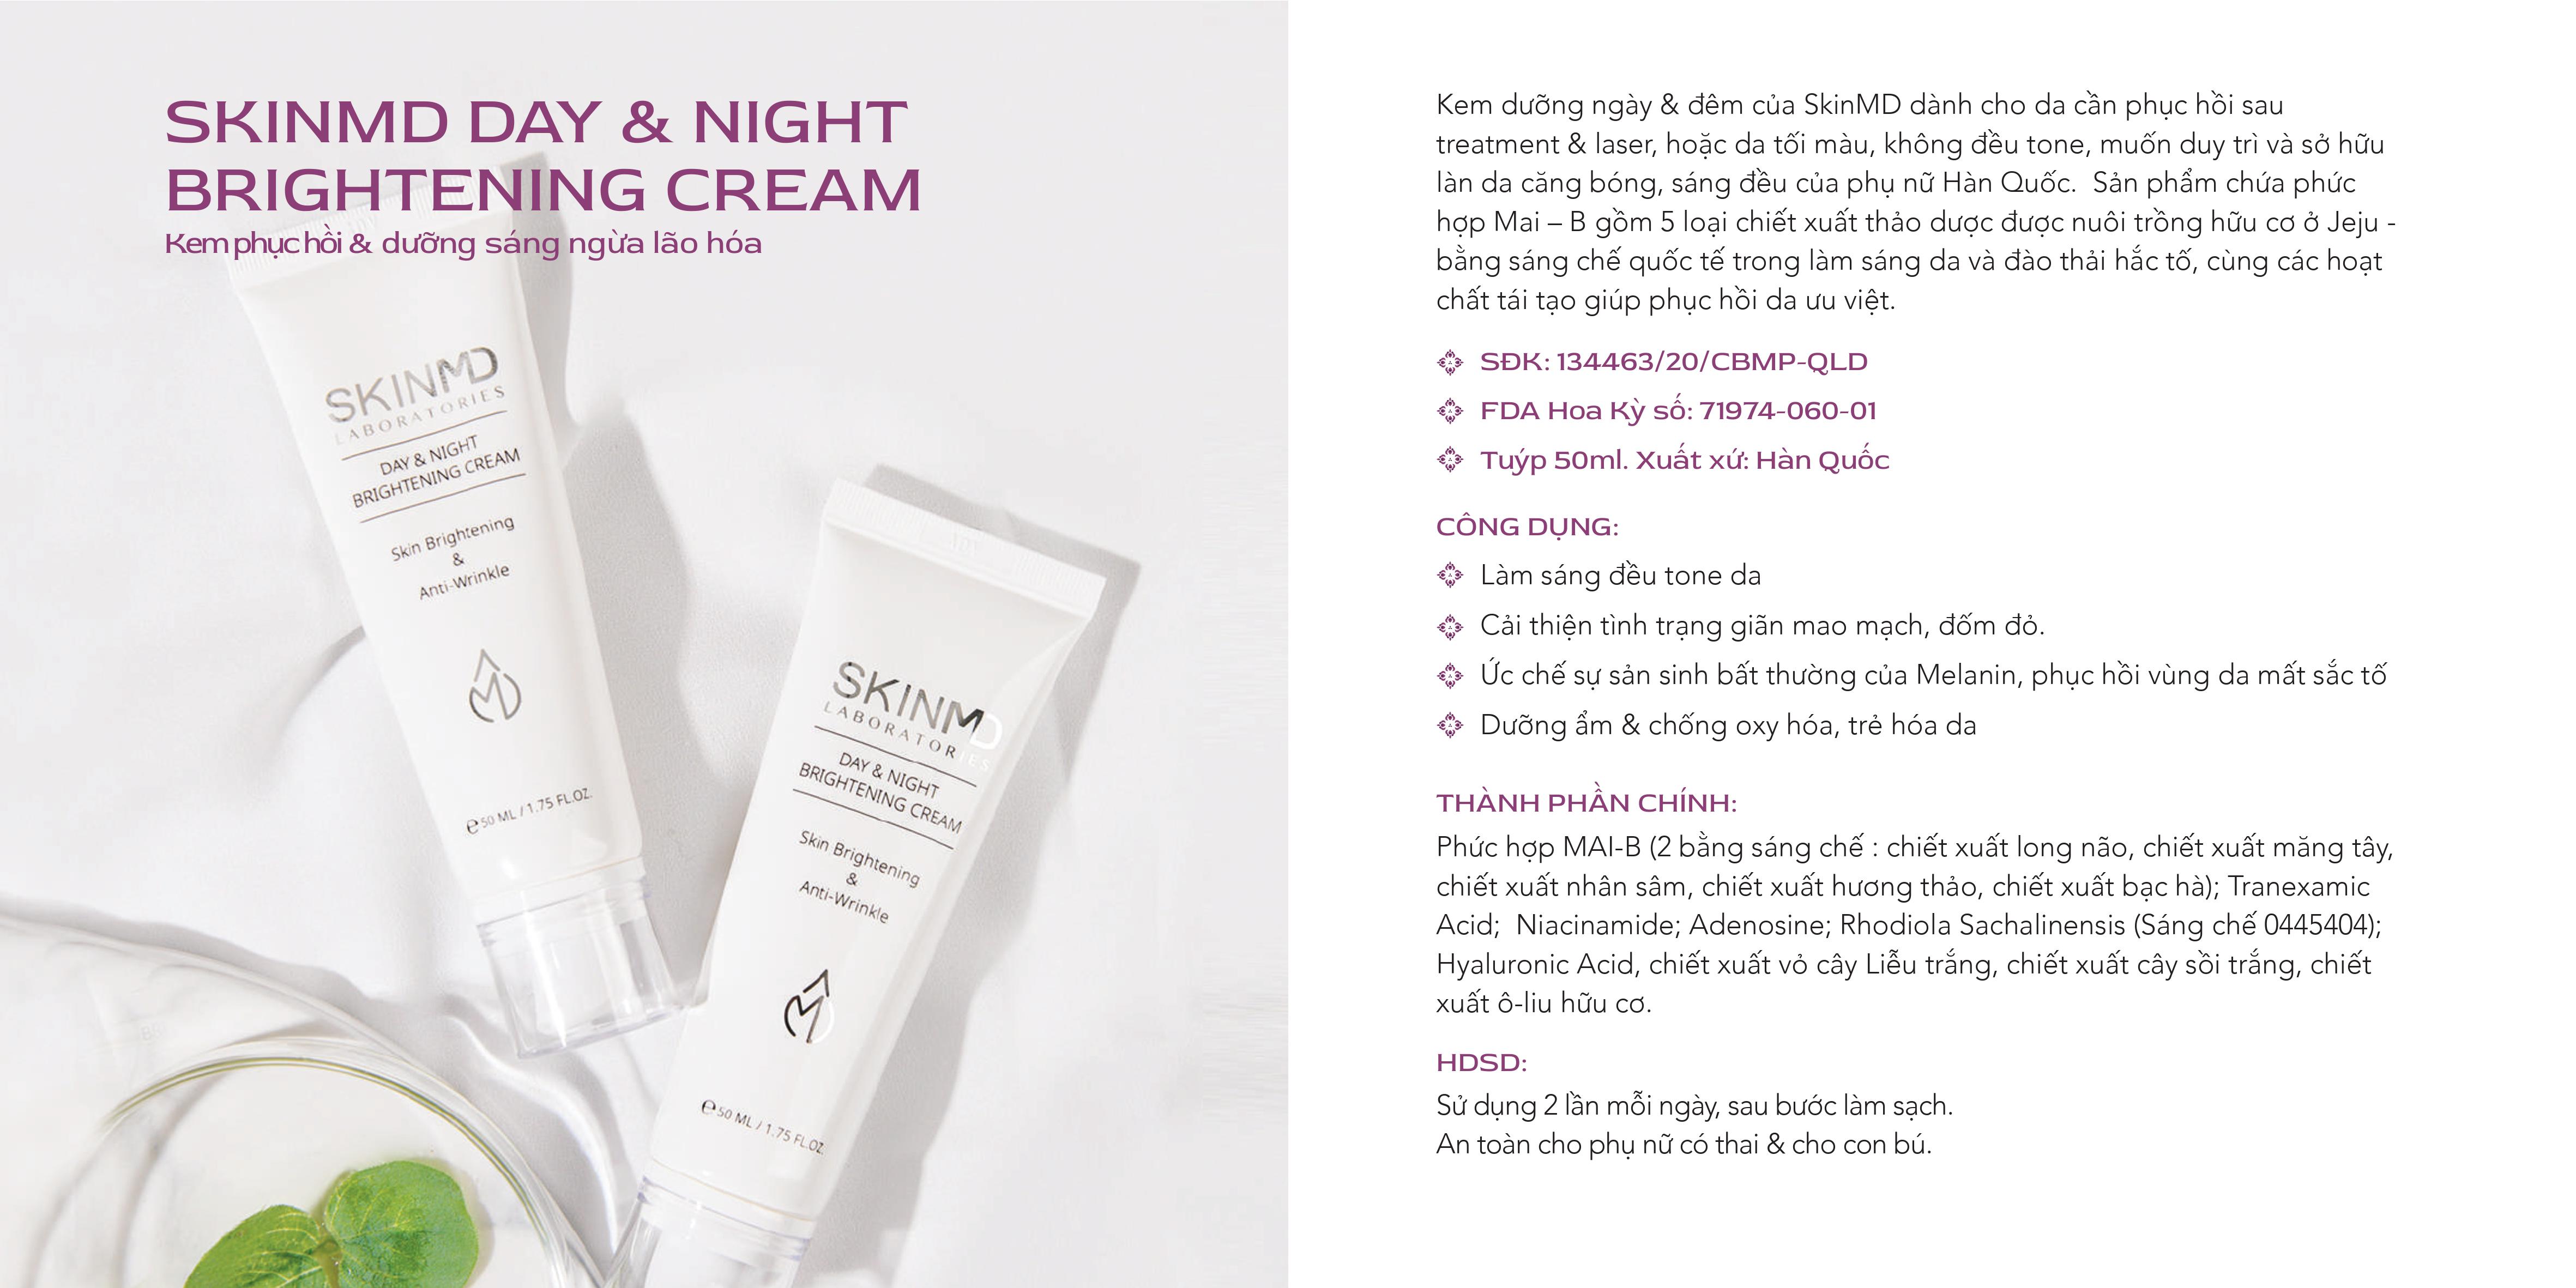 SKINMD DAY & NIGHT
BRIGHTENING CREAM
Kem phục hồi & dưỡng sáng ngừa lão hóa
SKINMD
LABORATORIES
DAY & NIGHT
BRIGHTENING CREAM
Skin Brightening
&
Anti-Wrinkle
MD
℮50 ML / 1.75 FL.OZ.
SKINMD
LABORATORIES
DAY & NIGHT
BRIGHTENING CREAM
Skin Brightening
&
Anti-Wrinkle
MD
℮50 ML / 1.75 FL.OZ.
Kem dưỡng ngày & đêm của SkinMD dành cho da cần phục hồi sau
treatment & laser, hoặc da tối màu, không đều tone, muốn duy trì và sở hữu
làn da căng bóng, sáng đều của phụ nữ Hàn Quốc.  Sản phẩm chứa phức
hợp Mai – B gồm 5 loại chiết xuất thảo dược được nuôi trồng hữu cơ ở Jeju -
bằng sáng chế quốc tế trong làm sáng da và đào thải hắc tố, cùng các hoạt
chất tái tạo giúp phục hồi da ưu việt.
SĐK: 134463/20/CBMP-QLD
FDA Hoa Kỳ số: 71974-060-01
Tuýp 50ml. Xuất xứ: Hàn Quốc
CÔNG DỤNG:
Làm sáng đều tone da
Cải thiện tình trạng giãn mao mạch, đốm đỏ.
Ức chế sự sản sinh bất thường của Melanin, phục hồi vùng da mất sắc tố
Dưỡng ẩm & chống oxy hóa, trẻ hóa da
THÀNH PHẦN CHÍNH:
Phức hợp MAI-B (2 bằng sáng chế : chiết xuất long não, chiết xuất măng tây,
chiết xuất nhân sâm, chiết xuất hương thảo, chiết xuất bạc hà); Tranexamic
Acid;  Niacinamide; Adenosine; Rhodiola Sachalinensis (Sáng chế 0445404);
Hyaluronic Acid, chiết xuất vỏ cây Liễu trắng, chiết xuất cây sồi trắng, chiết
xuất ô-liu hữu cơ.
HDSD:
Sử dụng 2 lần mỗi ngày, sau bước làm sạch.
An toàn cho phụ nữ có thai & cho con bú.